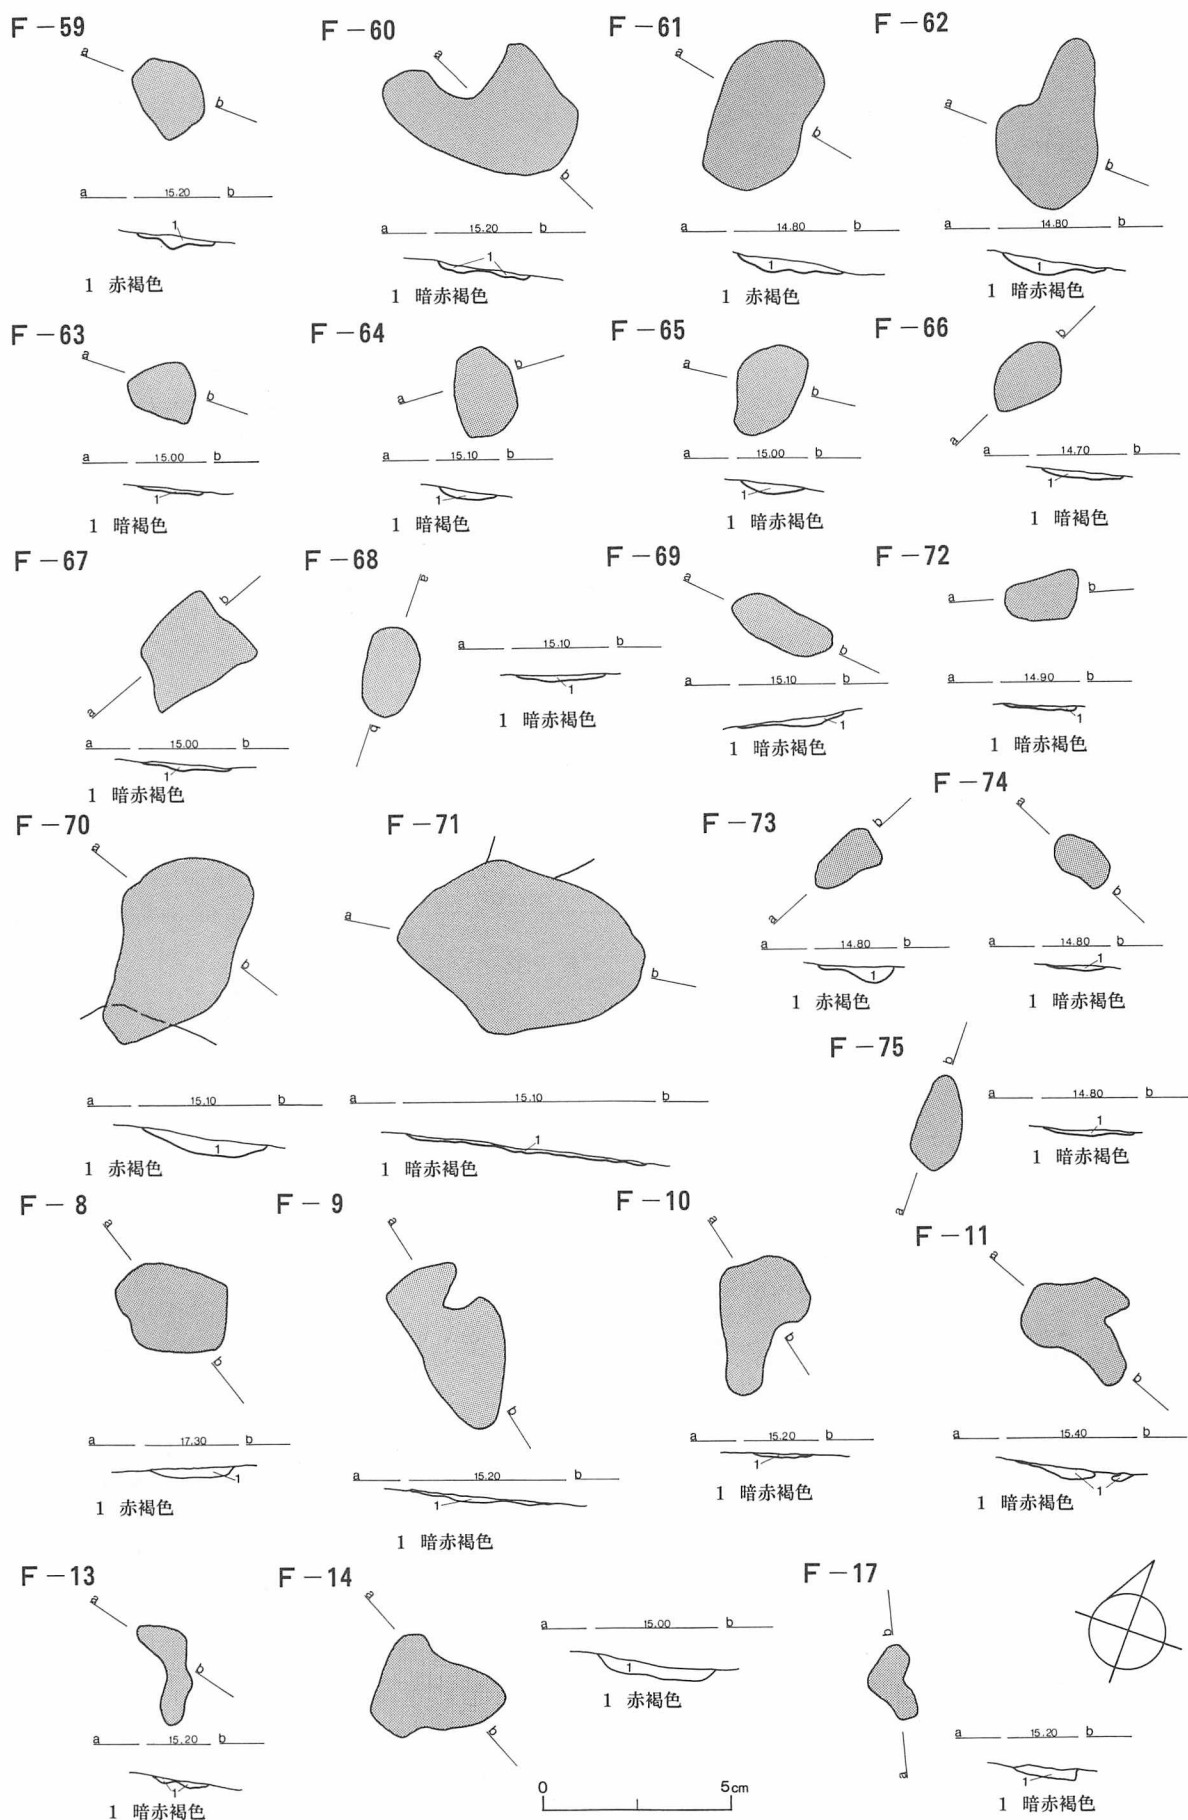 F－59
a
b
a 15.20 b
1
1 赤褐色
F－60
a
b
a 15.20 b
1
1 暗赤褐色
F－61
a
b
a 14.80 b
1
1 赤褐色
F－62
a
b
a 14.80 b
1
1 暗赤褐色
F－63
a
b
a 15.00 b
1
1 暗褐色
F－64
a
b
a 15.10 b
1
1 暗褐色
F－65
a
b
a 15.00 b
1
1 暗赤褐色
F－66
b
a
a 14.70 b
1
1 暗褐色
F－67
b
a
a 15.00 b
1
1 暗赤褐色
F－68
a
b
a 15.10 b
1
1 暗赤褐色
F－69
a
b
a 15.10 b
1
1 暗赤褐色
F－72
a
b
a 14.90 b
1
1 暗赤褐色
F－70
a
b
a 15.10 b
1
1 赤褐色
F－71
a
b
a 15.10 b
1
1 暗赤褐色
F－73
b
a
a 14.80 b
1
1 赤褐色
F－74
a
b
a 14.80 b
1
1 暗赤褐色
F－75
b
a
a 14.80 b
1
1 暗赤褐色
F－8
a
b
a 17.30 b
1
1 赤褐色
F－9
a
b
a 15.20 b
1
1 暗赤褐色
F－10
a
b
a 15.20 b
1
1 暗赤褐色
F－11
a
b
a 15.40 b
1
1 暗赤褐色
F－13
a
b
a 15.20 b
1
1 暗赤褐色
F－14
a
b
a 15.00 b
1
1 赤褐色
F－17
b
a
a 15.20 b
1
1 暗赤褐色
0 5cm